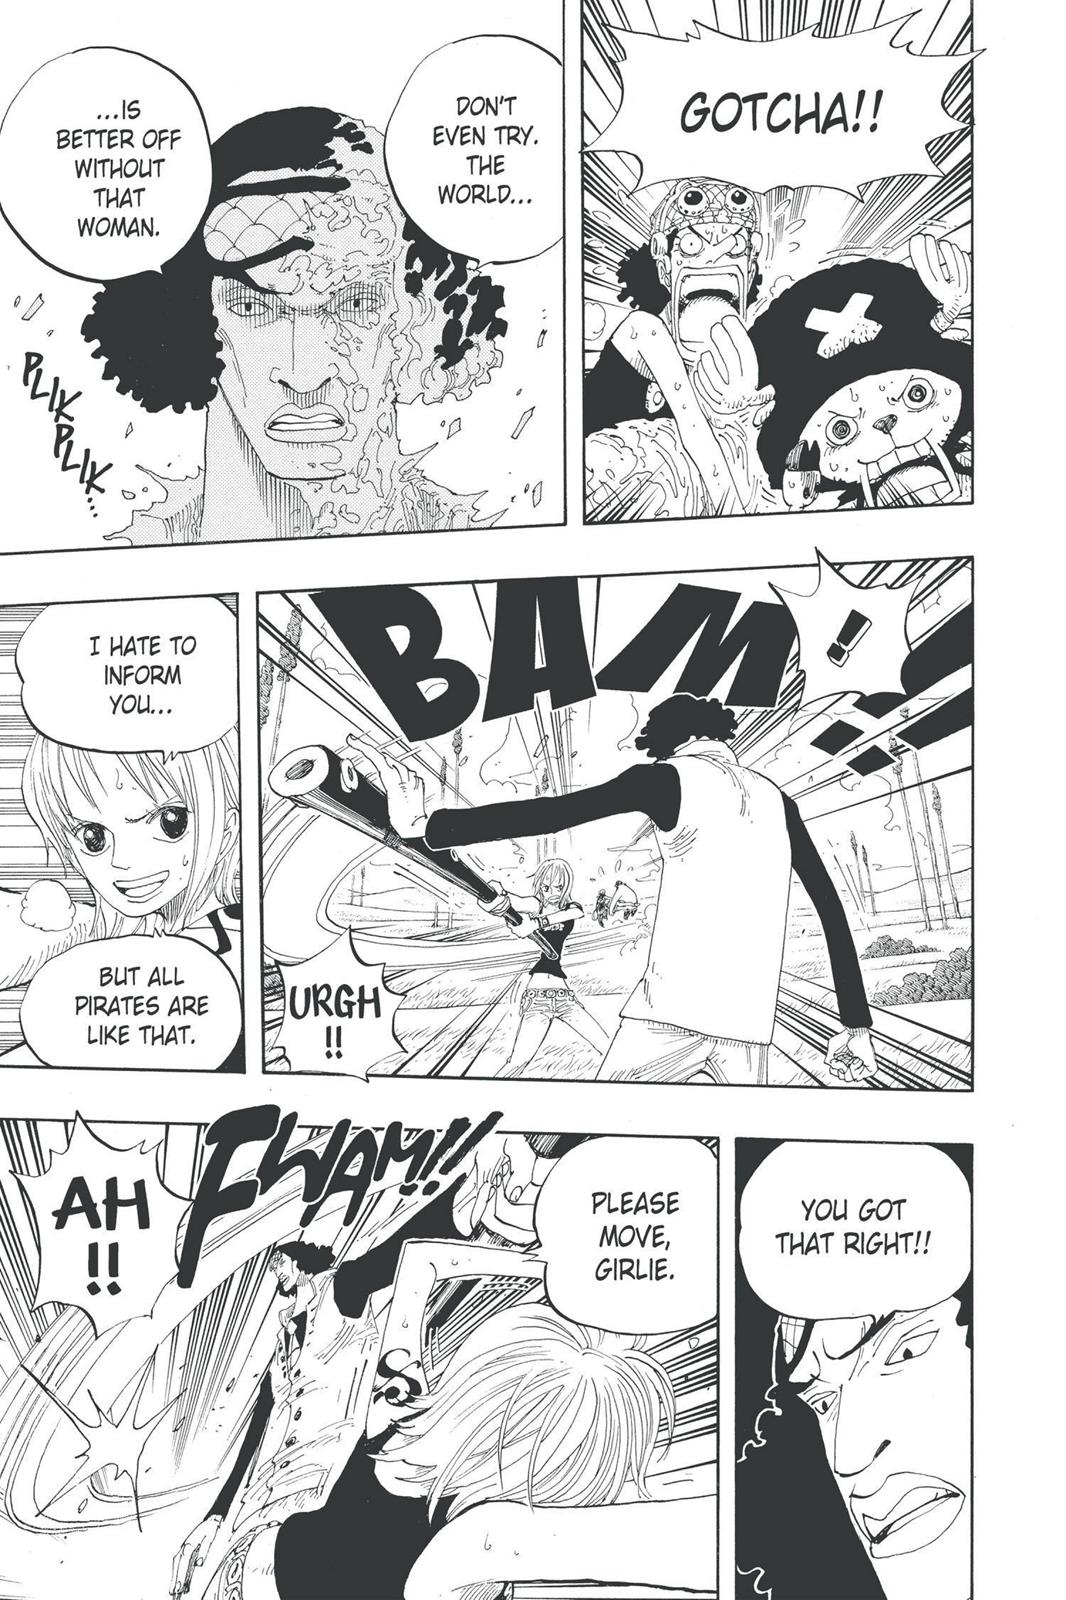 GOTCHA!!
DON'T
EVEN TRY.
THE
WORLD...
...IS
BETTER OFF
WITHOUT
THAT
WOMAN.
PLIK
PLIK...
BAM!!
!
URGH
!!
I HATE TO
INFORM
YOU...
BUT ALL
PIRATES ARE
LIKE THAT.
YOU GOT
THAT RIGHT!!
PLEASE
MOVE,
GIRLIE.
FWAM!!
AH
!!